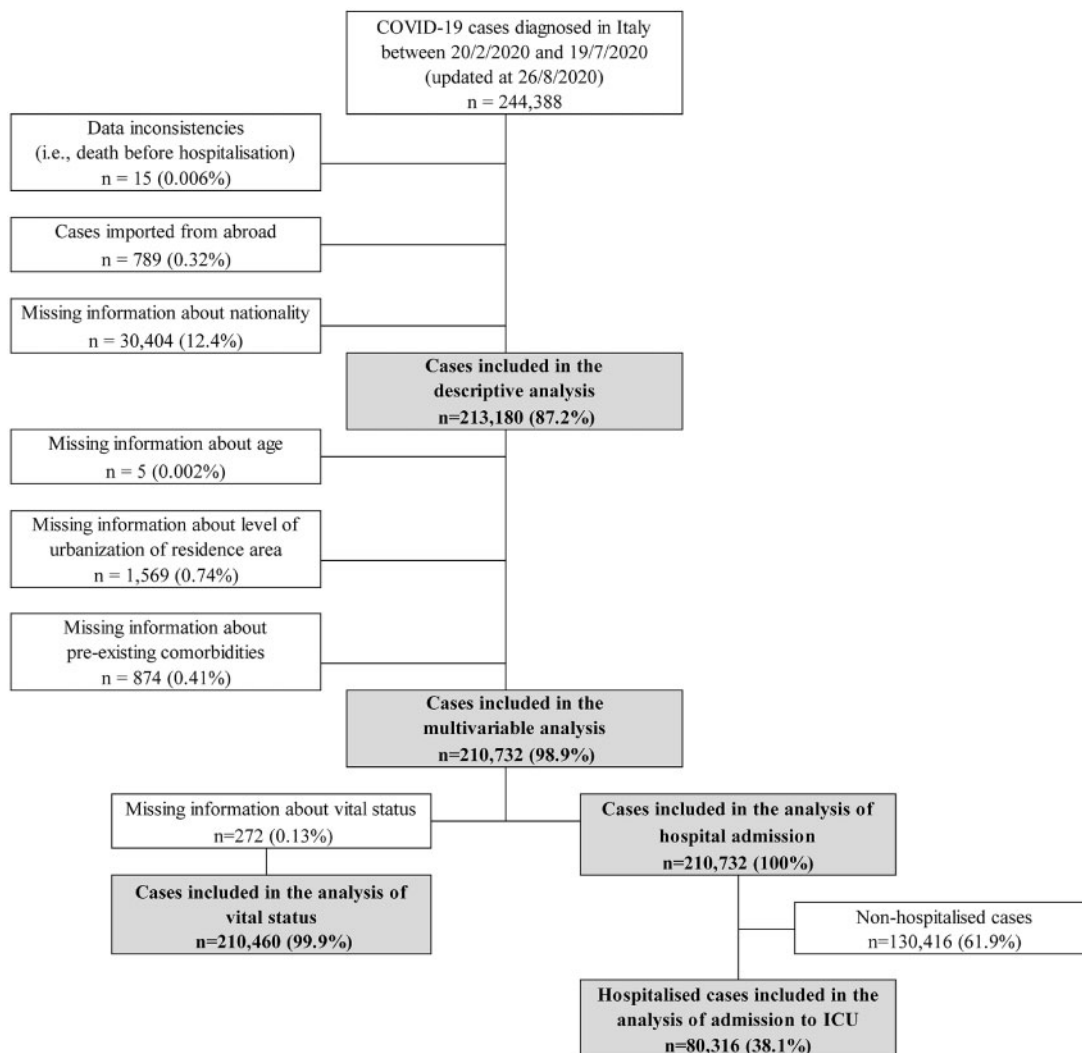 COVID-19 cases diagnosed in Italy
between 20/2/2020 and 19/7/2020
(updated at 26/8/2020)
n = 244,388
Data inconsistencies
(i.e., death before hospitalisation)
n = 15 (0.006%)
Cases imported from abroad
n = 789 (0.32%)
Missing information about nationality
n = 30,404 (12.4%)
Cases included in the
descriptive analysis
n=213,180 (87.2%)
Missing information about age
n = 5 (0.002%)
Missing information about level of
urbanization of residence area
n = 1,569 (0.74%)
Missing information about
pre-existing comorbidities
n = 874 (0.41%)
Cases included in the
multivariable analysis
n=210,732 (98.9%)
Missing information about vital status
n=272 (0.13%)
Cases included in the analysis of
vital status
n=210,460 (99.9%)
Cases included in the analysis of
hospital admission
n=210,732 (100%)
Non-hospitalised cases
n=130,416 (61.9%)
Hospitalised cases included in the
analysis of admission to ICU
n=80,316 (38.1%)